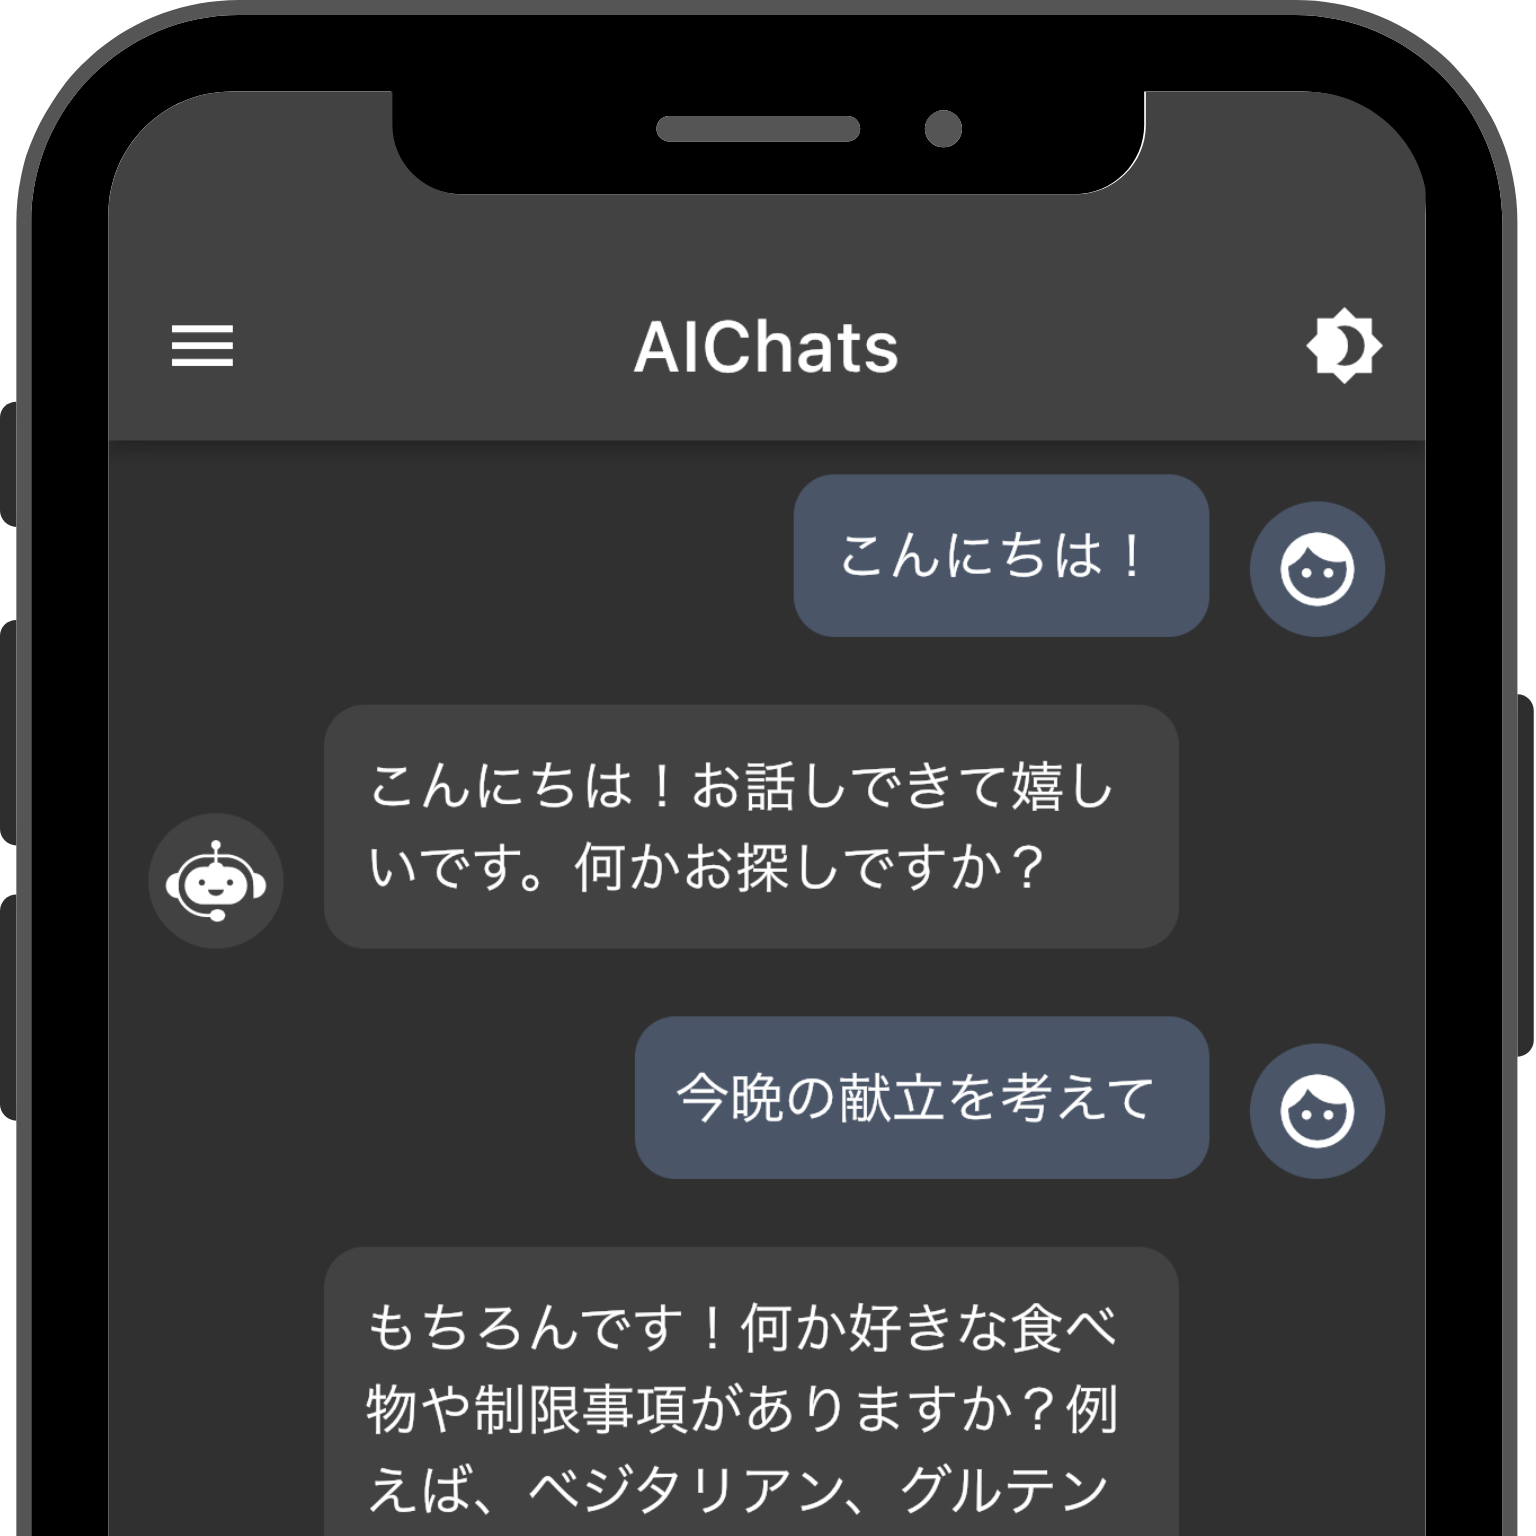 AIChats
こんにちは！
こんにちは！お話しできて嬉し
いです。何かお探しですか？
今晩の献立を考えて
もちろんです！何か好きな食べ
物や制限事項がありますか？例
えば、ベジタリアン、グルテン